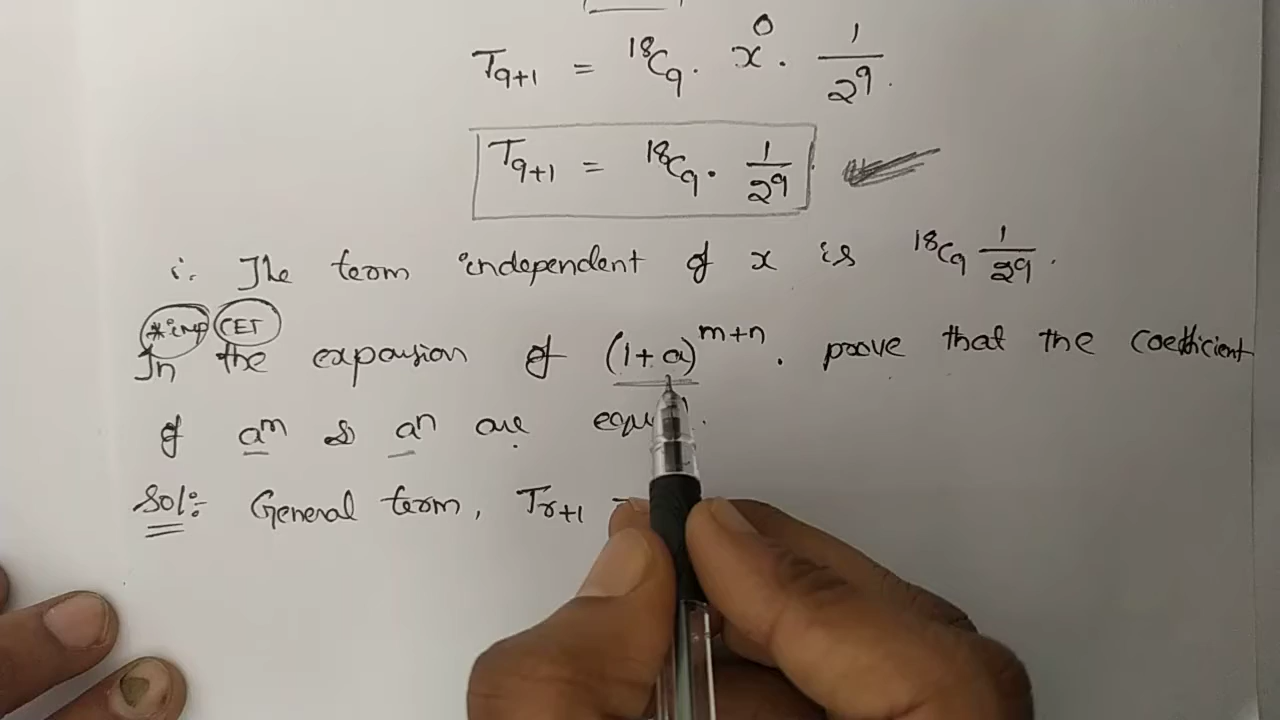 T₉₊₁ = ¹⁸C₉ . x⁰ . 1/2⁹ .
T₉₊₁ = ¹⁸C₉ . 1/2⁹ .
∴ The term independent of x is ¹⁸C₉ 1/2⁹ .
*imp CET
In the expansion of (1+a)ᵐ⁺ⁿ . prove that the coefficient
of aᵐ & aⁿ are .
Sol:- General term, Tᵣ₊₁